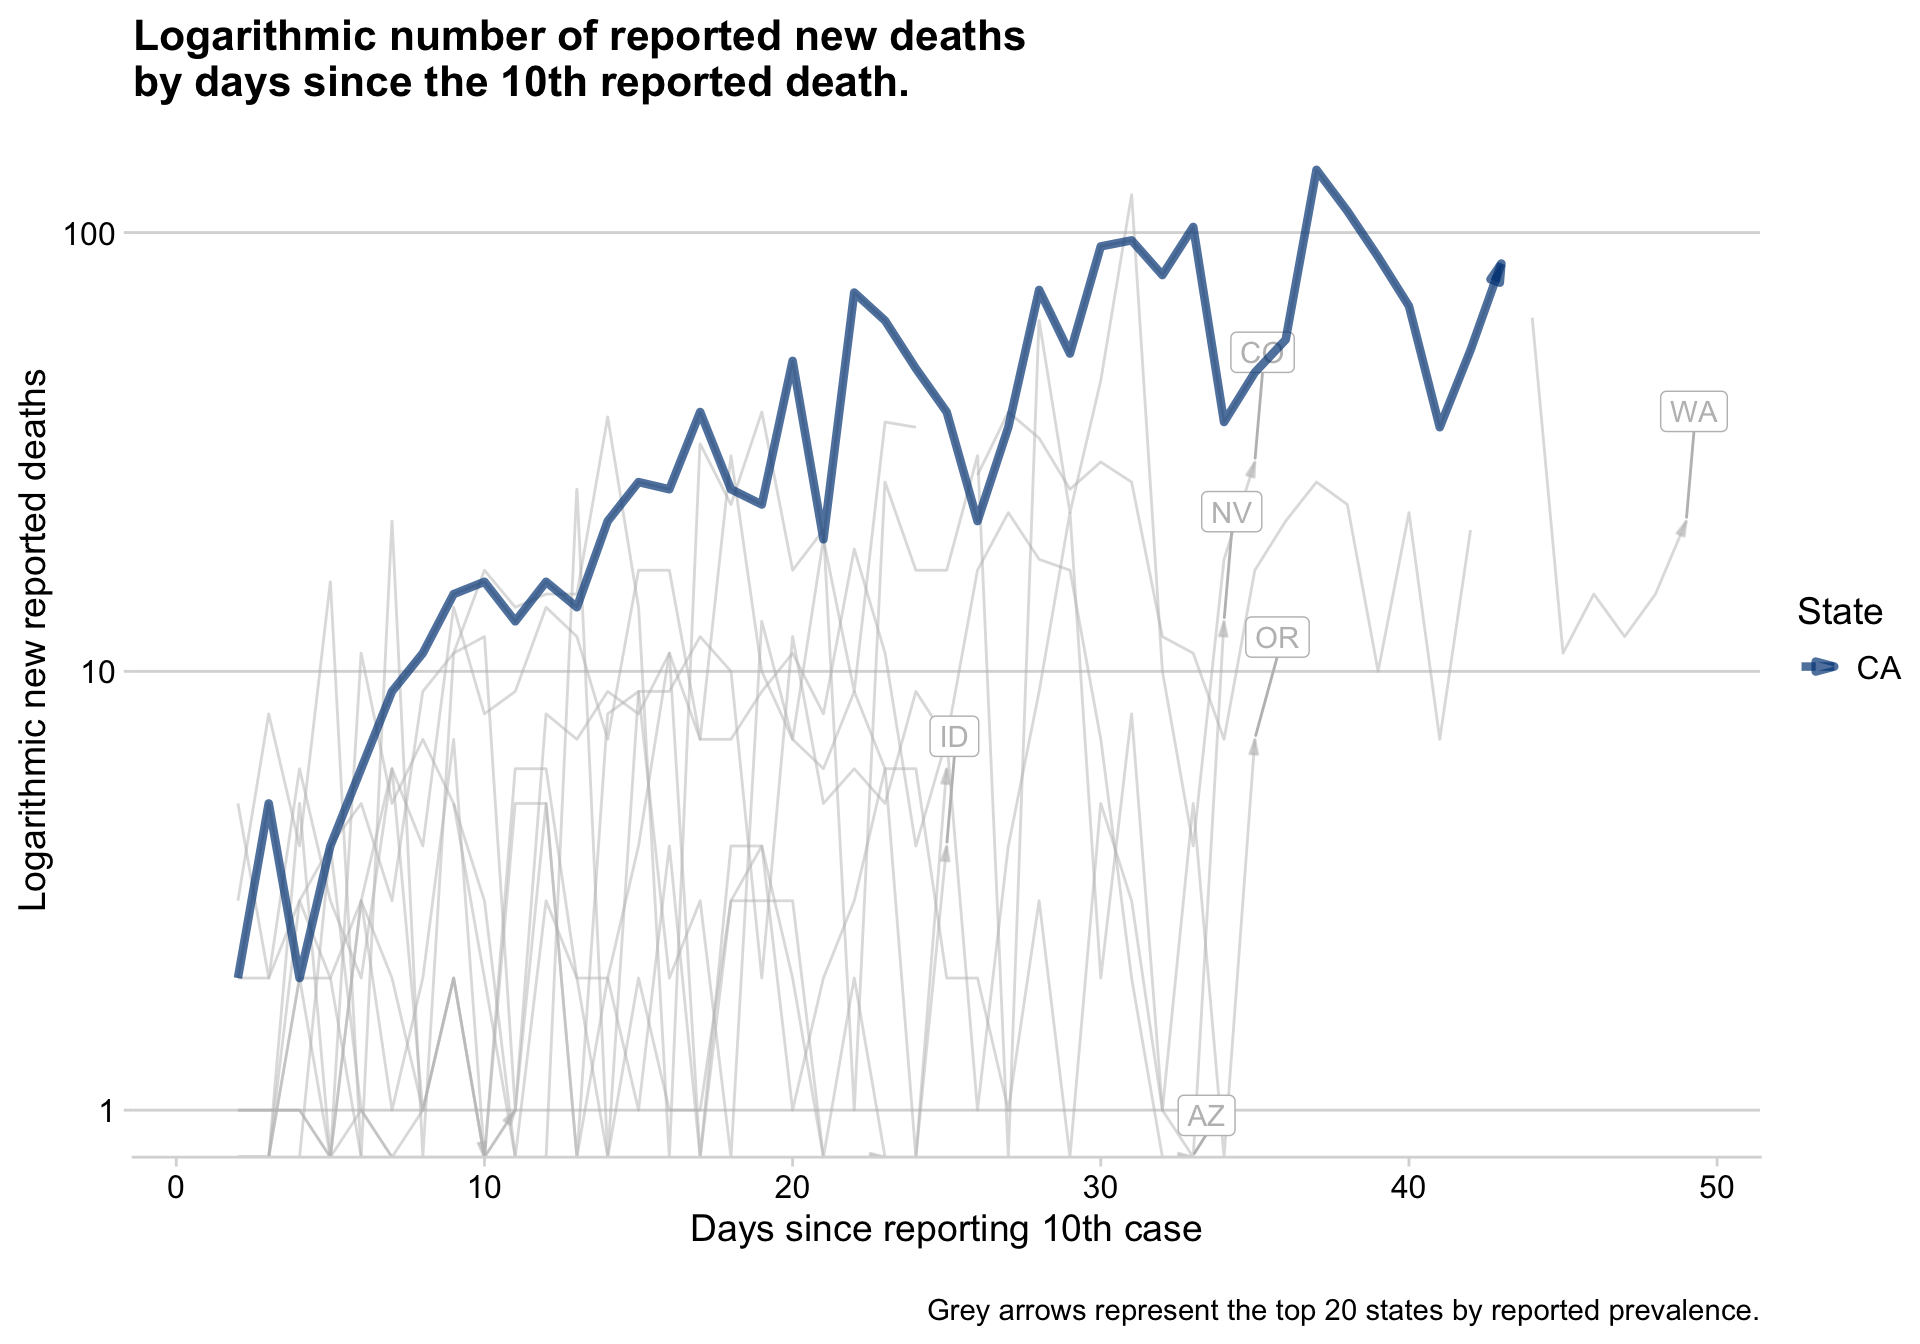 Logarithmic number of reported new deaths
by days since the 10th reported death.
Logarithmic new reported deaths
100
10
1
CO
WA
NV
OR
ID
AZ
State
CA
0 10 20 30 40 50
Days since reporting 10th case
Grey arrows represent the top 20 states by reported prevalence.